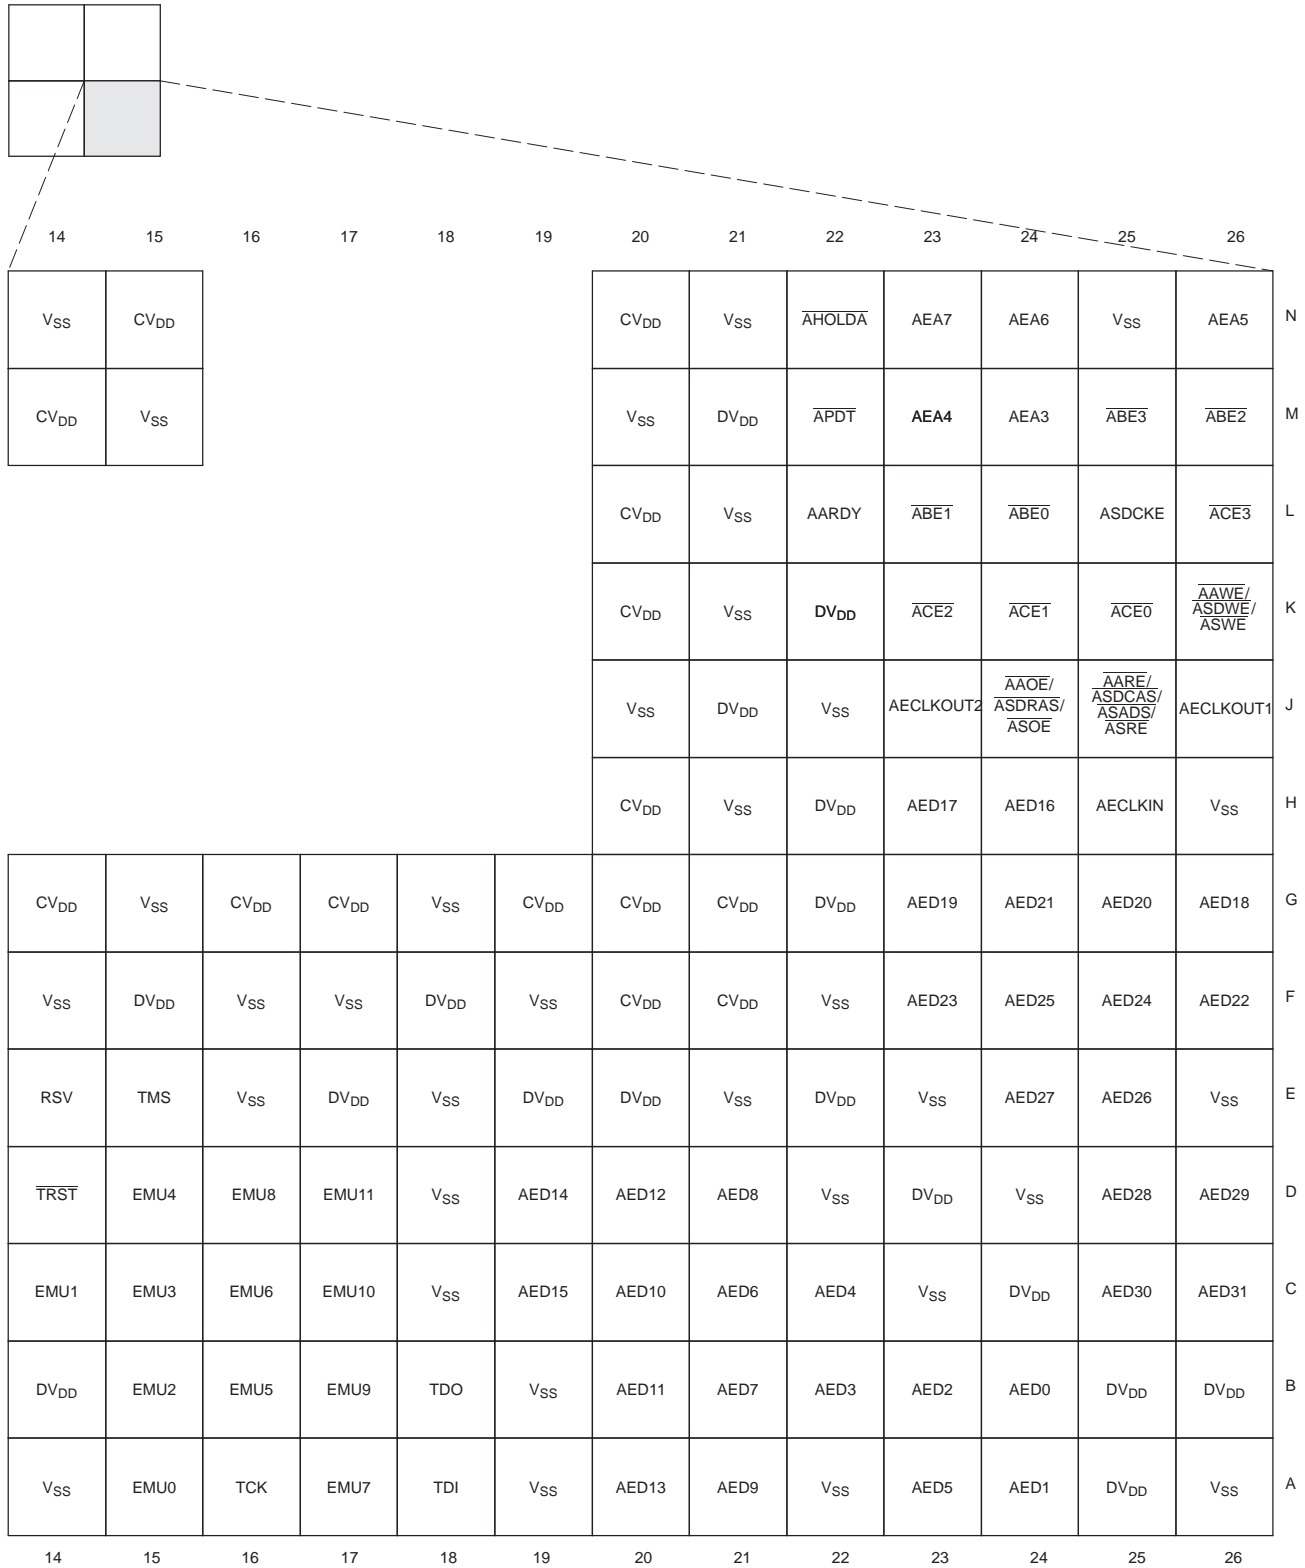 14 15 16 17 18 19 20 21 22 23 24 25 26
VSS CVDD CVDD VSS AHOLDA AEA7 AEA6 VSS AEA5 N
CVDD VSS VSS DVDD APDT AEA4 AEA3 ABE3 ABE2 M
CVDD VSS AARDY ABE1 ABE0 ASDCKE ACE3 L
CVDD VSS DVDD ACE2 ACE1 ACE0 AAWE/ ASDWE/ ASWE K
VSS DVDD VSS AECLKOUT2 AAOE/ ASDRAS/ ASOE AARE/ ASDCAS/ ASADS/ ASRE AECLKOUT1 J
CVDD VSS DVDD AED17 AED16 AECLKIN VSS H
CVDD VSS CVDD CVDD VSS CVDD CVDD CVDD DVDD AED19 AED21 AED20 AED18 G
VSS DVDD VSS VSS DVDD VSS CVDD CVDD VSS AED23 AED25 AED24 AED22 F
RSV TMS VSS DVDD VSS DVDD DVDD VSS DVDD VSS AED27 AED26 VSS E
TRST EMU4 EMU8 EMU11 VSS AED14 AED12 AED8 VSS DVDD VSS AED28 AED29 D
EMU1 EMU3 EMU6 EMU10 VSS AED15 AED10 AED6 AED4 VSS DVDD AED30 AED31 C
DVDD EMU2 EMU5 EMU9 TDO VSS AED11 AED7 AED3 AED2 AED0 DVDD DVDD B
VSS EMU0 TCK EMU7 TDI VSS AED13 AED9 VSS AED5 AED1 DVDD VSS A
14 15 16 17 18 19 20 21 22 23 24 25 26